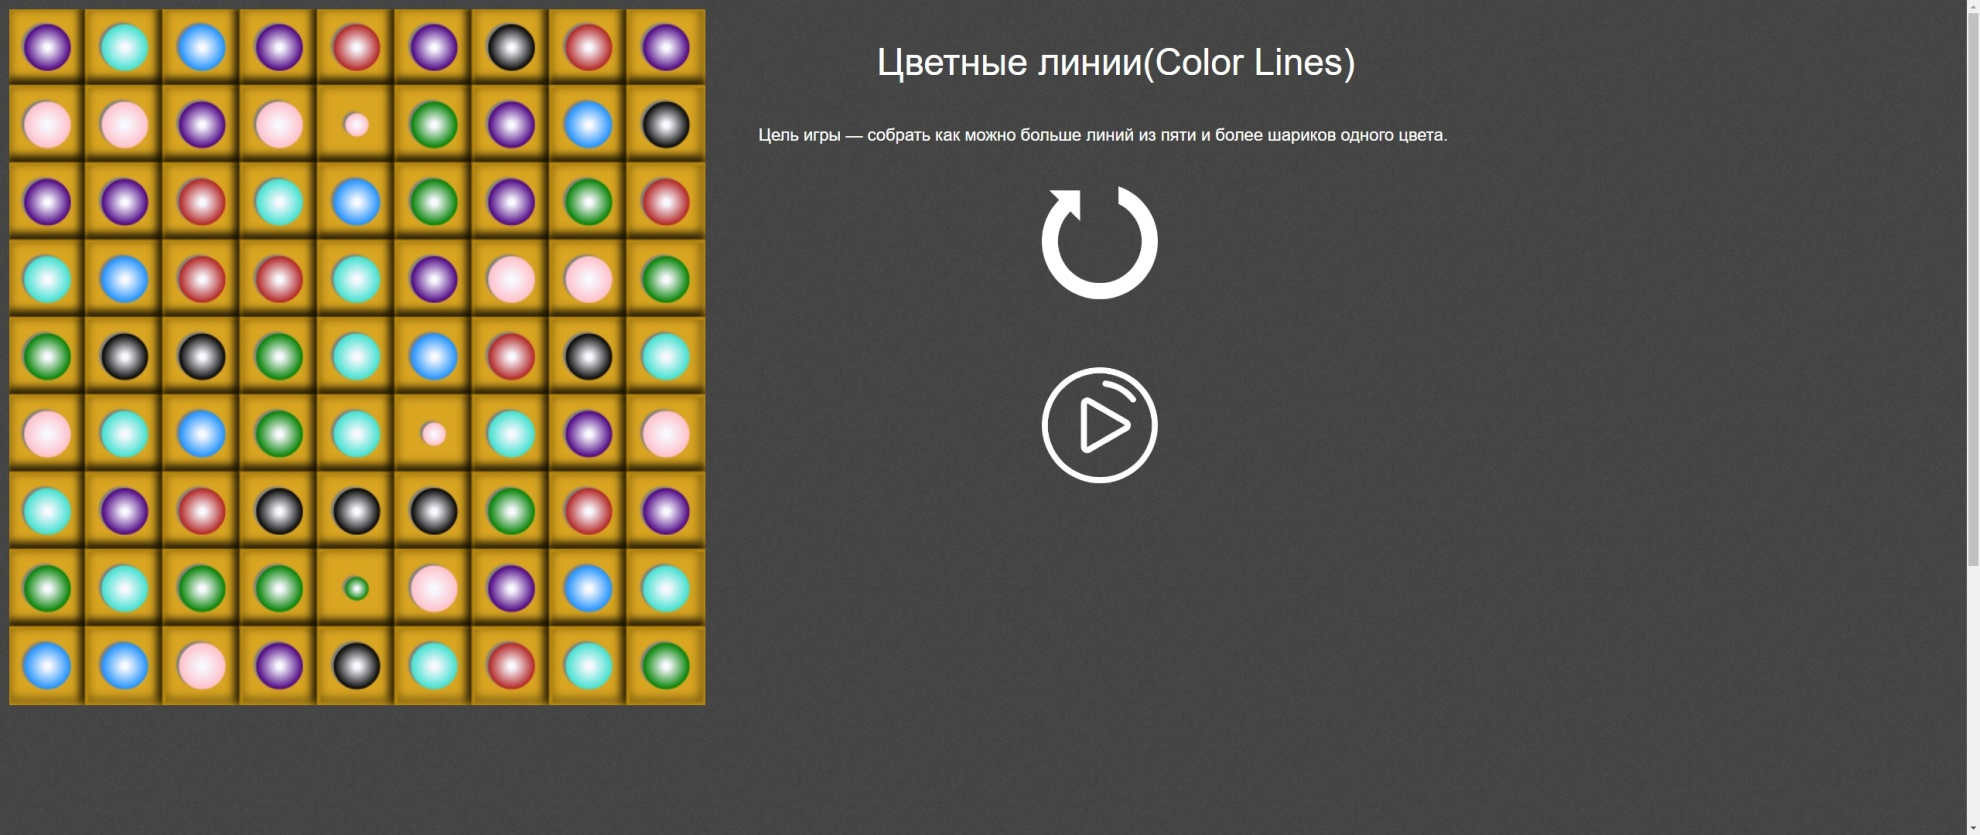 Цветные линии(Color Lines)
Цель игры — собрать как можно больше линий из пяти и более шариков одного цвета.